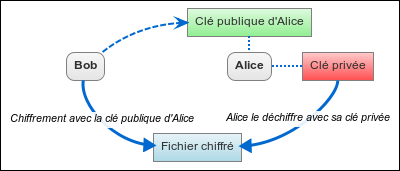 Clé publique d'Alice
Bob
Alice
Clé privée
Chiffrement avec la clé publique d'Alice
Alice le déchiffre avec sa clé privée
Fichier chiffré